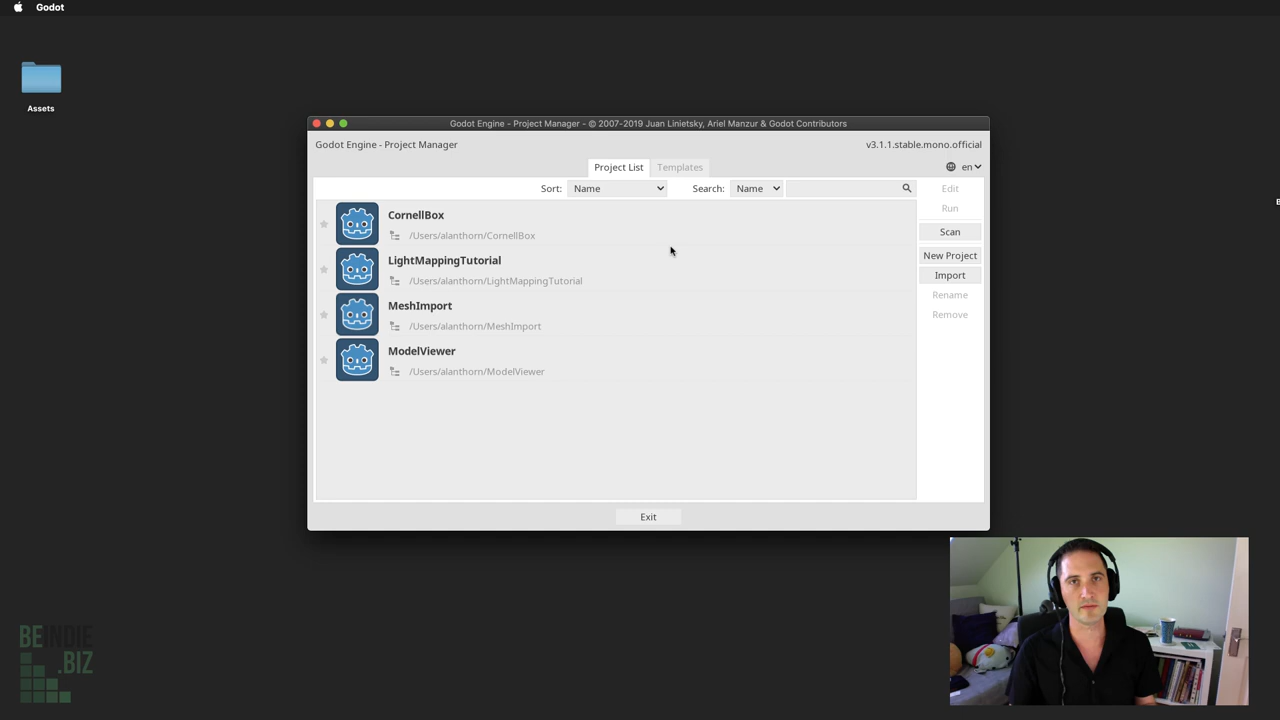 Godot
Assets
Godot Engine - Project Manager - © 2007-2019 Juan Linietsky, Ariel Manzur & Godot Contributors
Godot Engine - Project Manager
v3.1.1.stable.mono.official
Project List
Templates
en
Sort:
Name
Search:
Name
Edit
Run
Scan
New Project
Import
Rename
Remove
CornellBox
/Users/alanthorn/CornellBox
LightMappingTutorial
/Users/alanthorn/LightMappingTutorial
MeshImport
/Users/alanthorn/MeshImport
ModelViewer
/Users/alanthorn/ModelViewer
Exit
BEINDIE
.BIZ